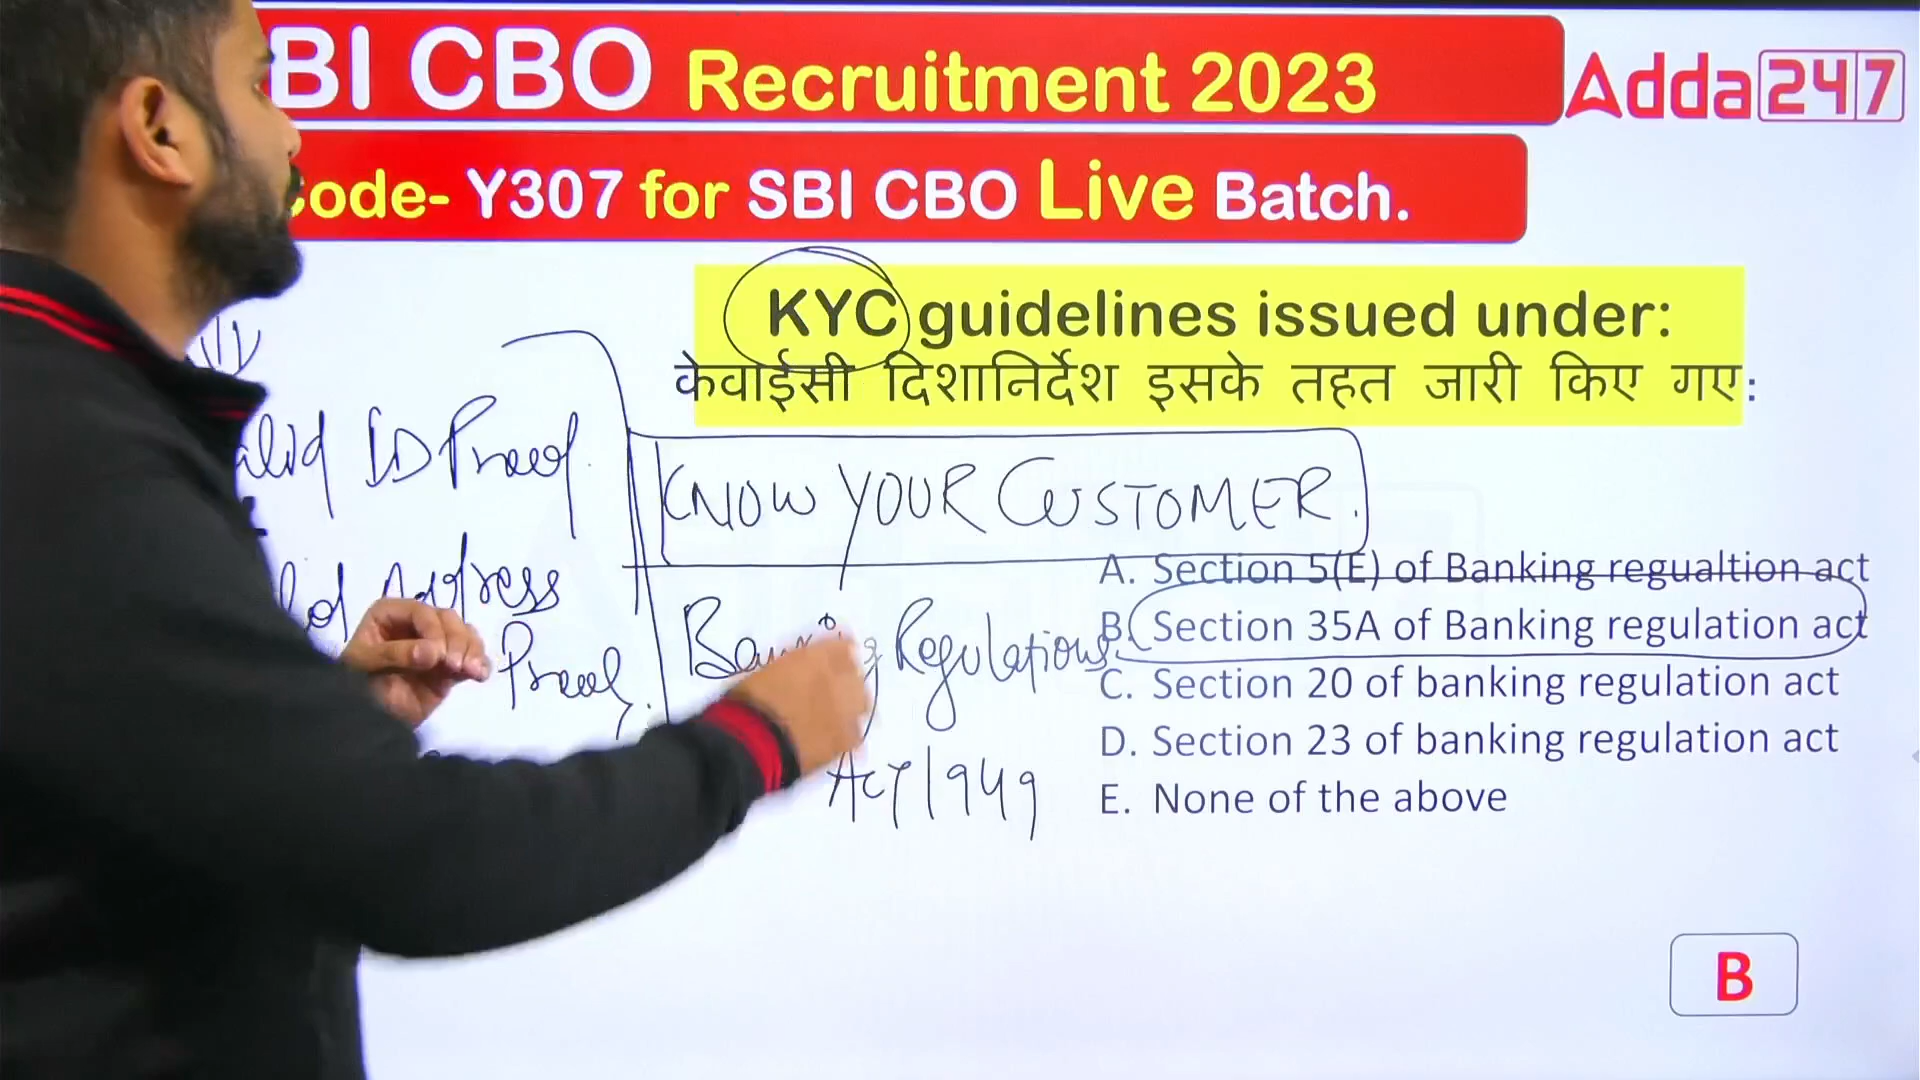 BI CBO Recruitment 2023
Adda247
Code- Y307 for SBI CBO Live Batch.
KYC guidelines issued under:
केवाईसी दिशानिर्देश इसके तहत जारी किए गए:
alid ID Proof
KNOW YOUR CUSTOMER.
Address
Proof.
Banking Regulations
ACT 1949
A. Section 5(E) of Banking regualtion act
B. Section 35A of Banking regulation act
C. Section 20 of banking regulation act
D. Section 23 of banking regulation act
E. None of the above
B